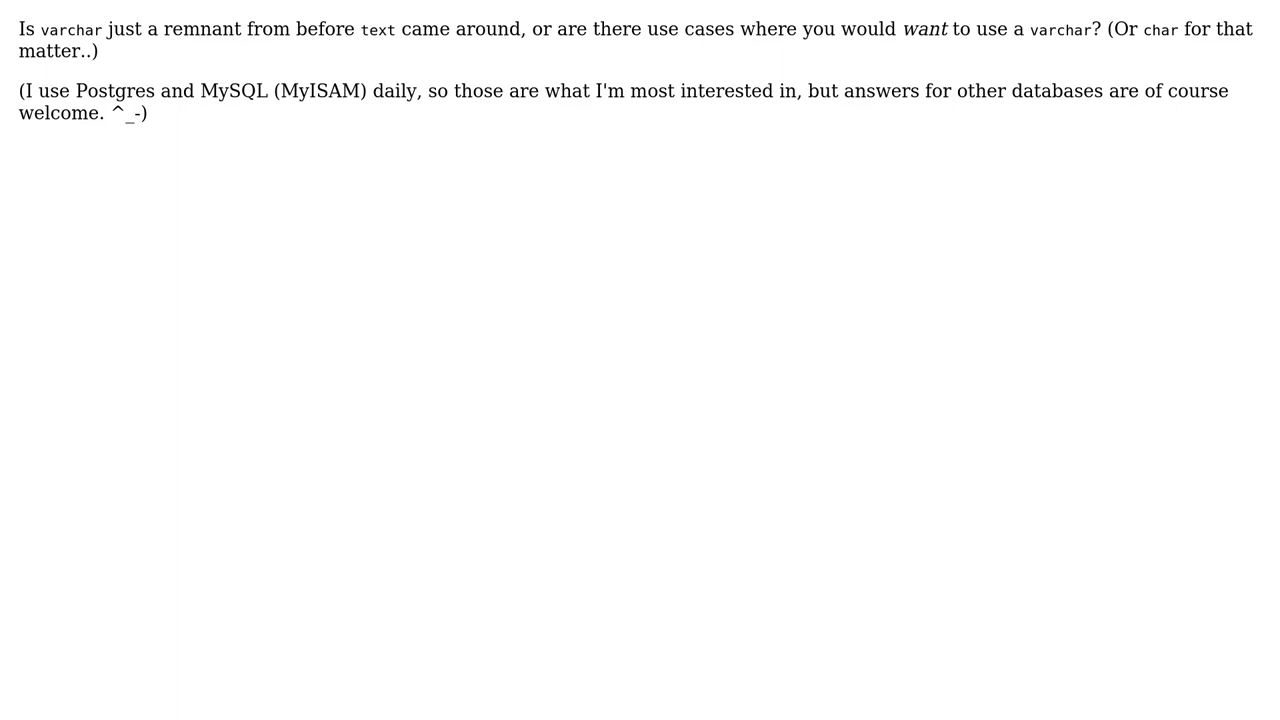 Is varchar just a remnant from before text came around, or are there use cases where you would want to use a varchar? (Or char for that
matter..)
(I use Postgres and MySQL (MyISAM) daily, so those are what I'm most interested in, but answers for other databases are of course
welcome. ^_-)